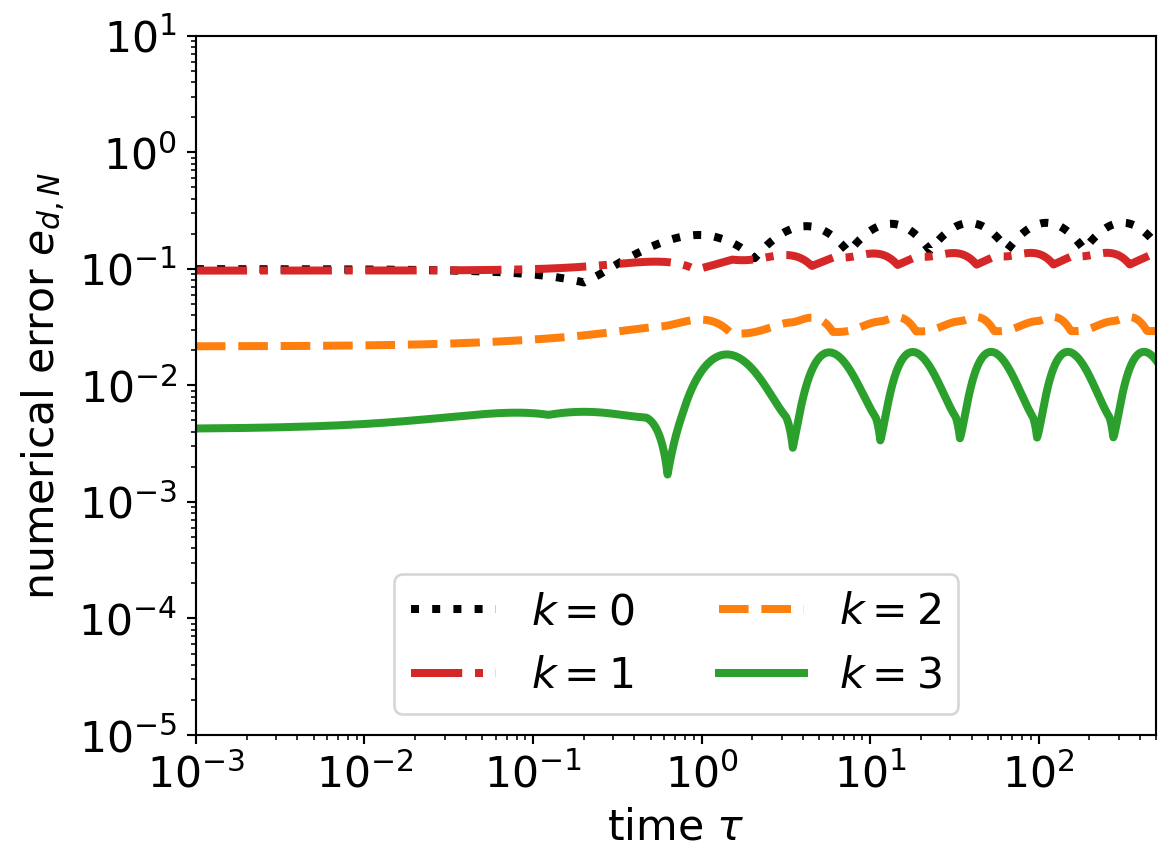 numerical error $e_{d,N}$
$10^{1}$
$10^{0}$
$10^{-1}$
$10^{-2}$
$10^{-3}$
$10^{-4}$
$10^{-5}$
$k = 0$
$k = 1$
$k = 2$
$k = 3$
$10^{-3}$ $10^{-2}$ $10^{-1}$ $10^{0}$ $10^{1}$ $10^{2}$
time $\tau$